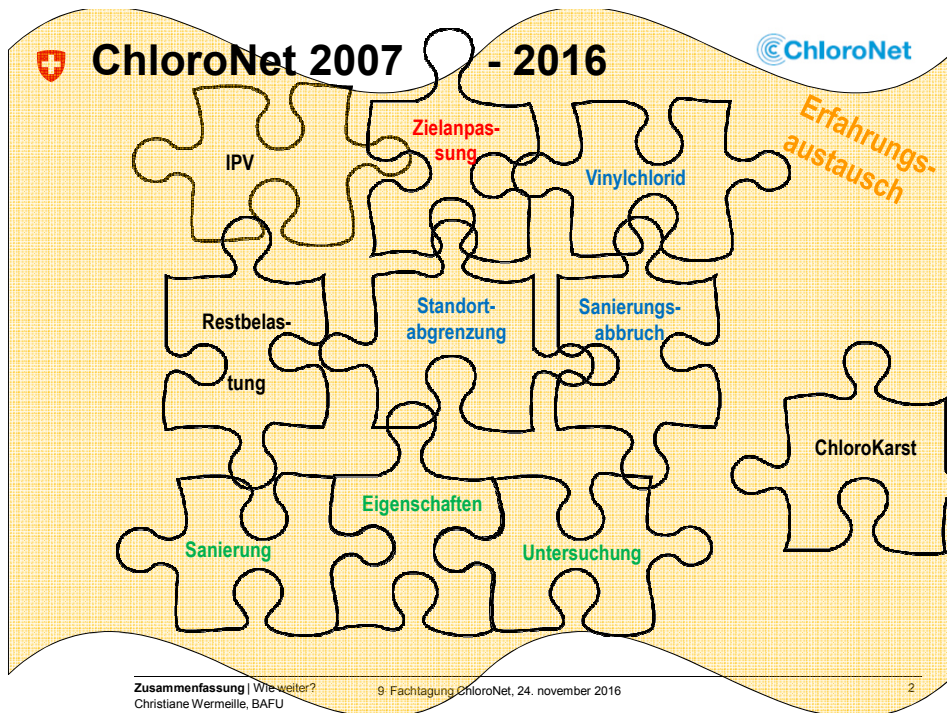 ChloroNet 2007 - 2016
©ChloroNet
Erfahrungs-
austausch
IPV
Zielanpas-
sung
Vinylchlorid
Restbelas-
tung
Standort-
abgrenzung
Sanierungs-
abbruch
ChloroKarst
Sanierung
Eigenschaften
Untersuchung
Zusammenfassung | Wie weiter?
Christiane Wermeille, BAFU
9 Fachtagung ChloroNet, 24. november 2016
2